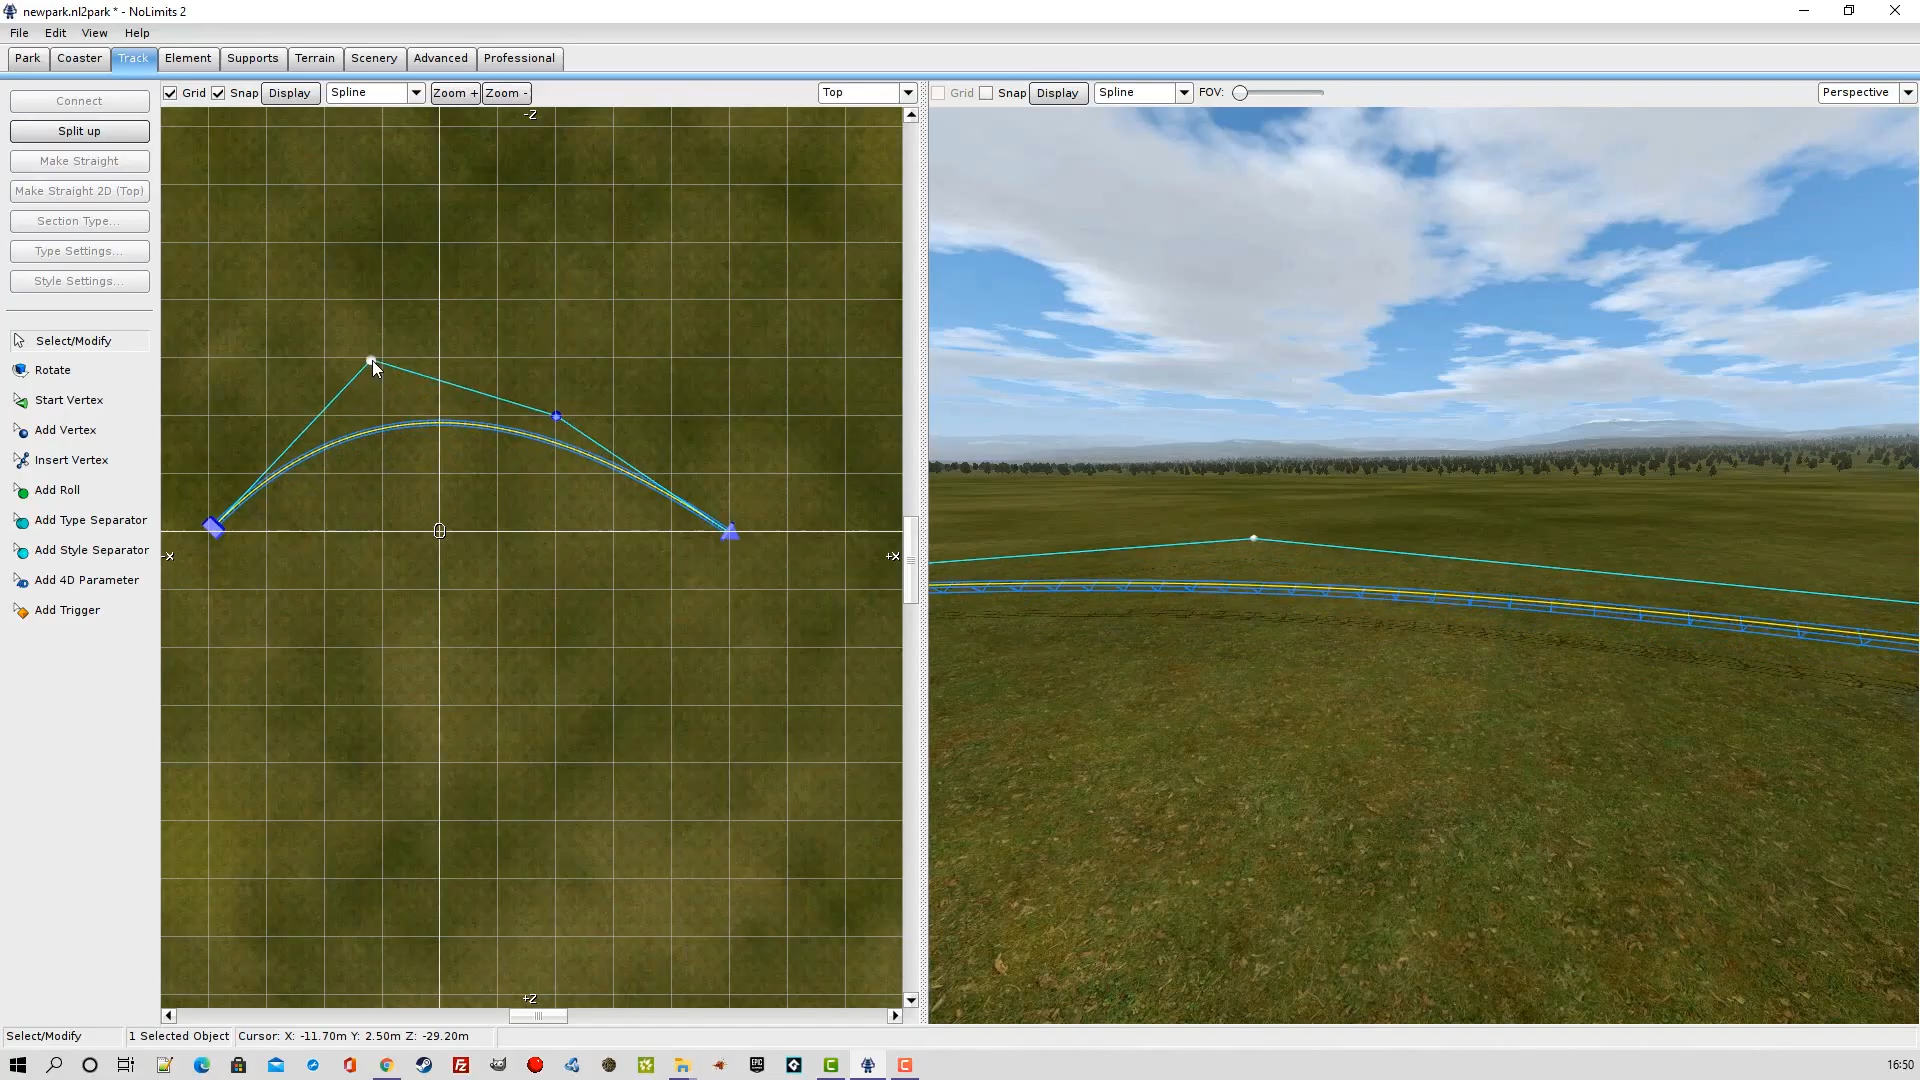 newpark.nl2park * - NoLimits 2
File Edit View Help
Park Coaster Track Element Supports Terrain Scenery Advanced Professional
Grid Snap Display Spline Zoom + Zoom - Top
Grid Snap Display Spline FOV: Perspective
Connect
Split up
Make Straight
Make Straight 2D (Top)
Section Type...
Type Settings...
Style Settings...
Select/Modify
Rotate
Start Vertex
Add Vertex
Insert Vertex
Add Roll
Add Type Separator
Add Style Separator
Add 4D Parameter
Add Trigger
-Z
0
-X
+X
+Z
Select/Modify 1 Selected Object Cursor: X: -11.70m Y: 2.50m Z: -29.20m
16:50